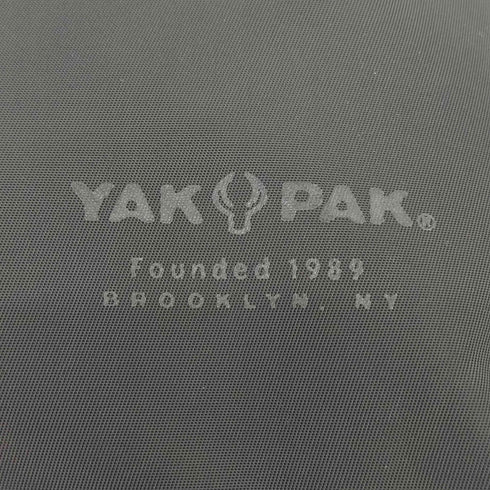 YAK PAK®
Founded 1989
BROOKLYN, NY